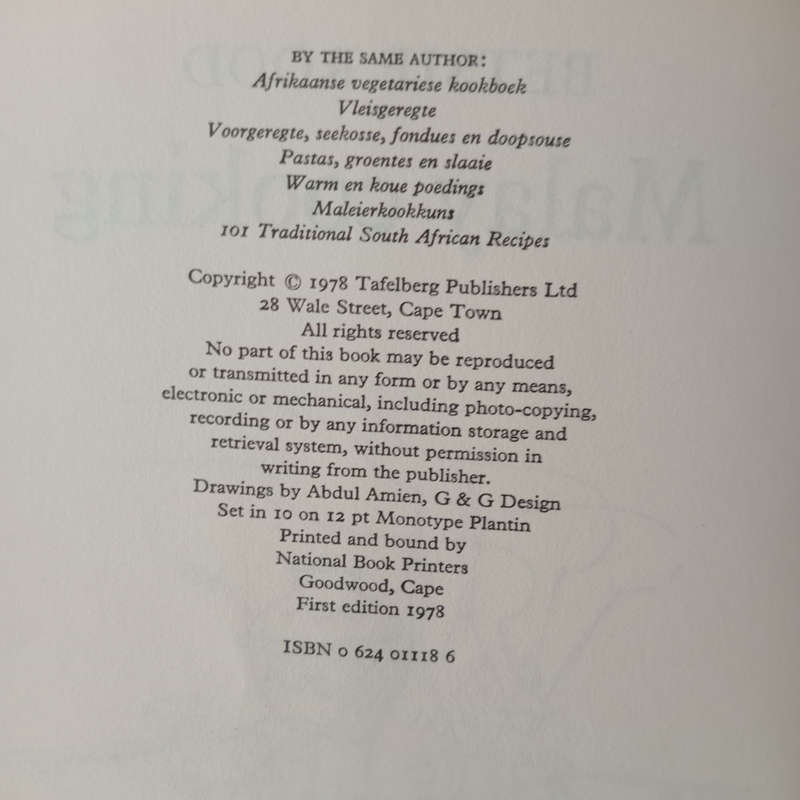 BY THE SAME AUTHOR:
Afrikaanse vegetariese kookboek
Vleisgeregte
Voorgeregte, seekosse, fondues en doopsouse
Pastas, groentes en slaaie
Warm en koue poedings
Maleierkookkuns
101 Traditional South African Recipes
Copyright © 1978 Tafelberg Publishers Ltd
28 Wale Street, Cape Town
All rights reserved
No part of this book may be reproduced
or transmitted in any form or by any means,
electronic or mechanical, including photo-copying,
recording or by any information storage and
retrieval system, without permission in
writing from the publisher.
Drawings by Abdul Amien, G & G Design
Set in 10 on 12 pt Monotype Plantin
Printed and bound by
National Book Printers
Goodwood, Cape
First edition 1978
ISBN 0 624 01118 6